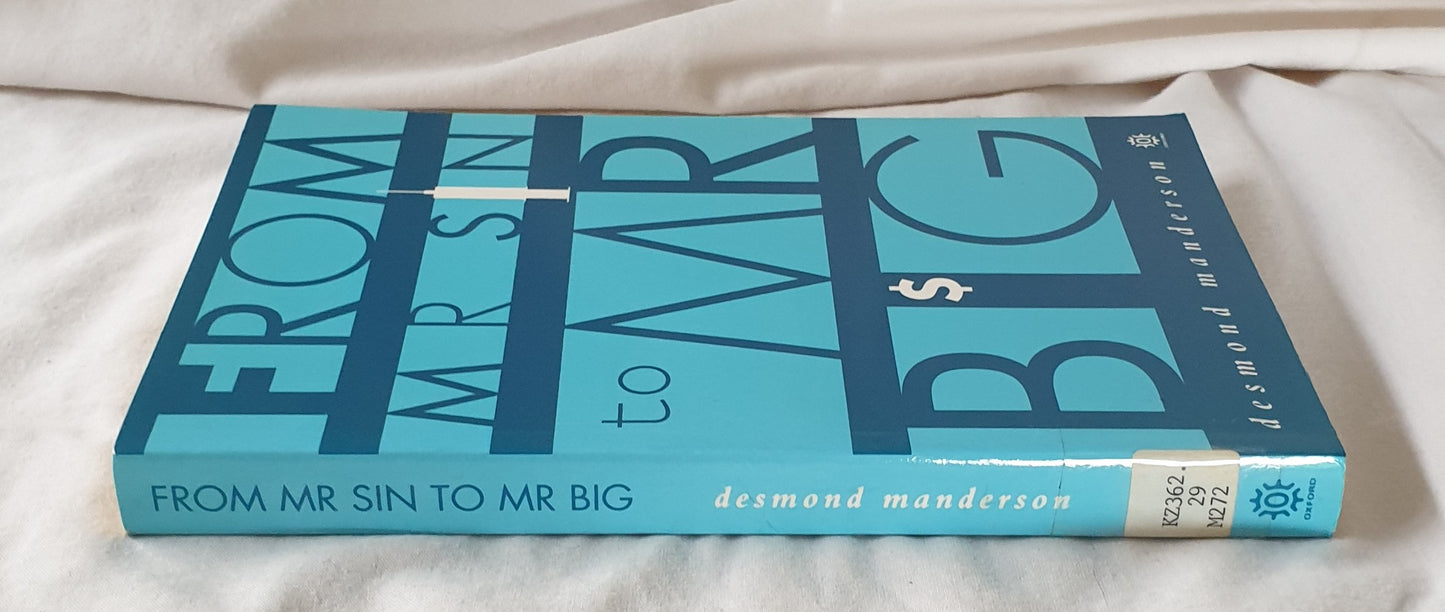 FROM
MR SIN
to MR
B$G
desmond manderson
FROM MR SIN TO MR BIG
desmond manderson
KZ362.
29
M272
OXFORD